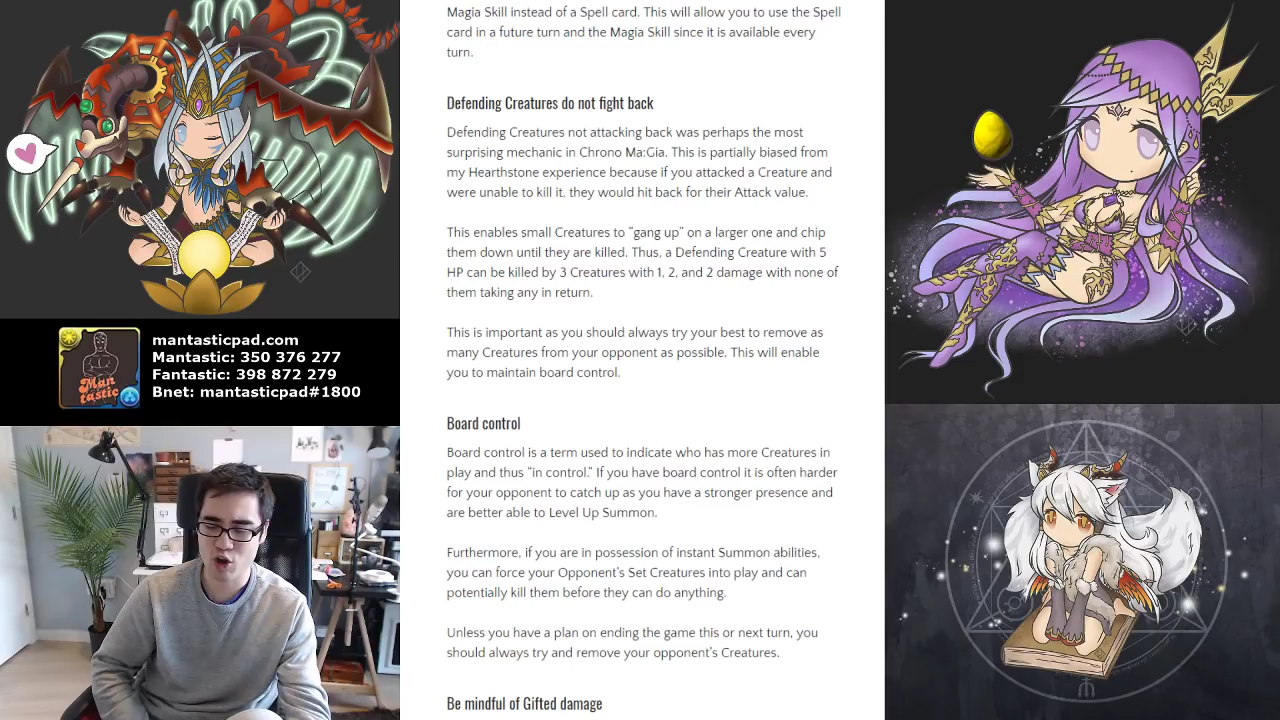 Magia Skill instead of a Spell card. This will allow you to use the Spell
card in a future turn and the Magia Skill since it is available every
turn.
Defending Creatures do not fight back
Defending Creatures not attacking back was perhaps the most
surprising mechanic in Chrono Ma:Gia. This is partially biased from
my Hearthstone experience because if you attacked a Creature and
were unable to kill it, they would hit back for their Attack value.
This enables small Creatures to "gang up" on a larger one and chip
them down until they are killed. Thus, a Defending Creature with 5
HP can be killed by 3 Creatures with 1, 2, and 2 damage with none of
them taking any in return.
This is important as you should always try your best to remove as
many Creatures from your opponent as possible. This will enable
you to maintain board control.
Board control
Board control is a term used to indicate who has more Creatures in
play and thus "in control." If you have board control it is often harder
for your opponent to catch up as you have a stronger presence and
are better able to Level Up Summon.
Furthermore, if you are in possession of instant Summon abilities,
you can force your Opponent's Set Creatures into play and can
potentially kill them before they can do anything.
Unless you have a plan on ending the game this or next turn, you
should always try and remove your opponent's Creatures.
Be mindful of Gifted damage
mantasticpad.com
Mantastic: 350 376 277
Fantastic: 398 872 279
Bnet: mantasticpad#1800
Man
tastic